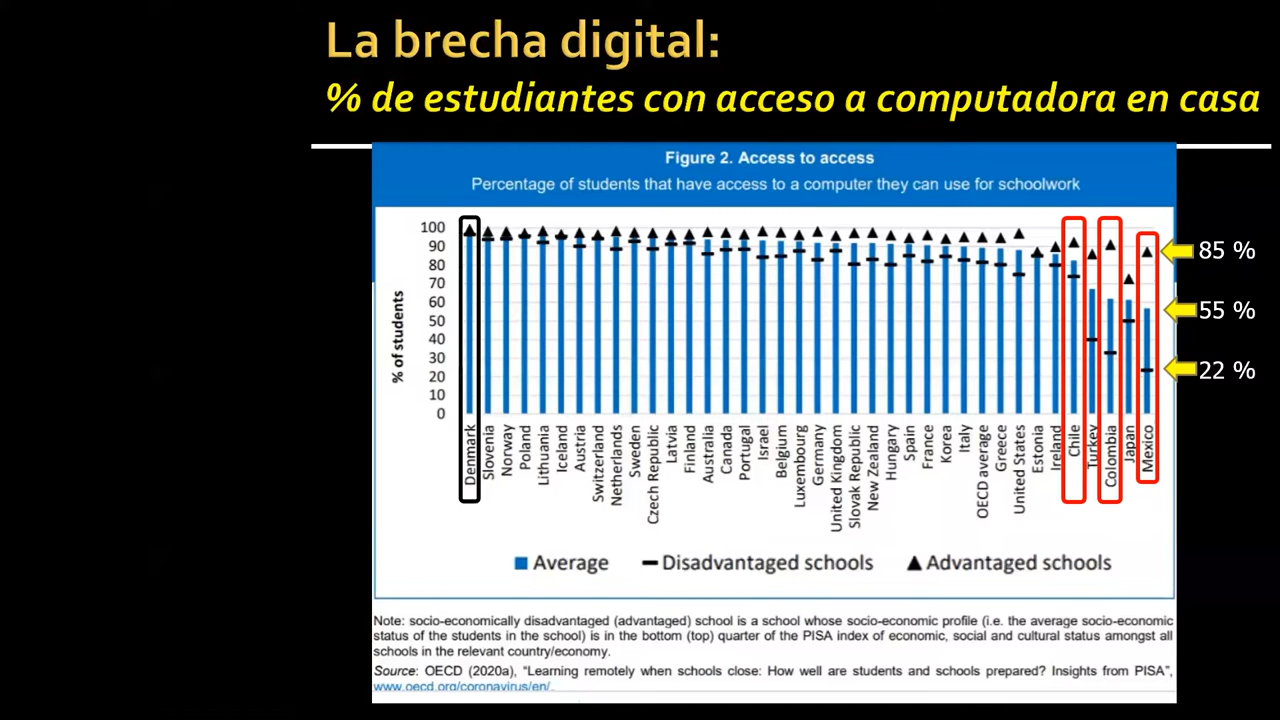 La brecha digital:
% de estudiantes con acceso a computadora en casa
Figure 2. Access to access
Percentage of students that have access to a computer they can use for schoolwork
% of students
100
90
80
70
60
50
40
30
20
10
0
85 %
55 %
22 %
Denmark
Slovenia
Norway
Poland
Lithuania
Iceland
Austria
Switzerland
Netherlands
Sweden
Czech Republic
Latvia
Finland
Australia
Canada
Portugal
Israel
Belgium
Luxembourg
Germany
United Kingdom
Slovak Republic
New Zealand
Hungary
Spain
France
Korea
Italy
OECD average
Greece
United States
Estonia
Ireland
Chile
Turkey
Colombia
Japan
Mexico
Average
Disadvantaged schools
Advantaged schools
Note: socio-economically disadvantaged (advantaged) school is a school whose socio-economic profile (i.e. the average socio-economic
status of the students in the school) is in the bottom (top) quarter of the PISA index of economic, social and cultural status amongst all
schools in the relevant country/economy.
Source: OECD (2020a), “Learning remotely when schools close: How well are students and schools prepared? Insights from PISA”,
www.oecd.org/coronavirus/en/.